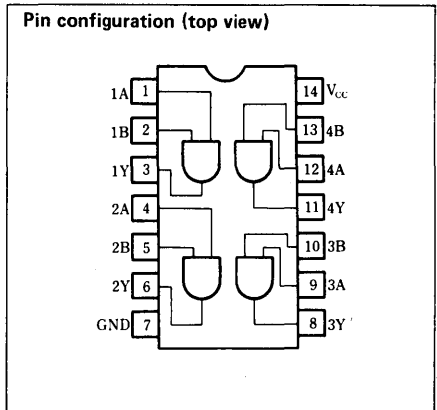 Pin configuration (top view)
1A 1 14 V_CC
1B 2 13 4B
1Y 3 12 4A
2A 4 11 4Y
2B 5 10 3B
2Y 6 9 3A
GND 7 8 3Y